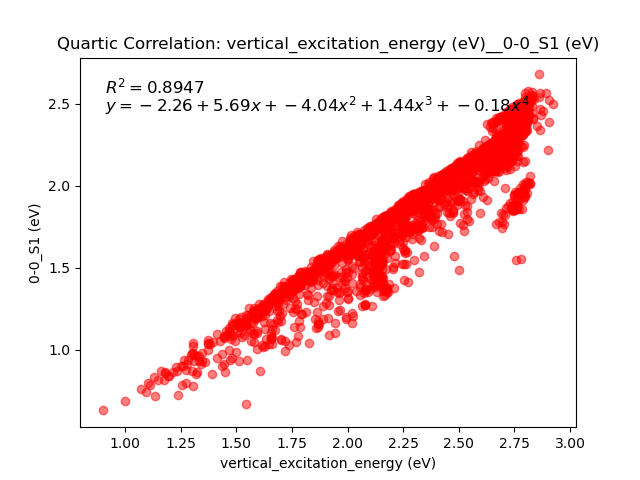 Quartic Correlation: vertical_excitation_energy (eV)__0-0_S1 (eV)
R² = 0.8947
y = − 2.26 + 5.69x + −4.04x² + 1.44x³ + −0.18x⁴
2.5
2.0
1.5
1.0
0-0_S1 (eV)
1.00 1.25 1.50 1.75 2.00 2.25 2.50 2.75 3.00
vertical_excitation_energy (eV)